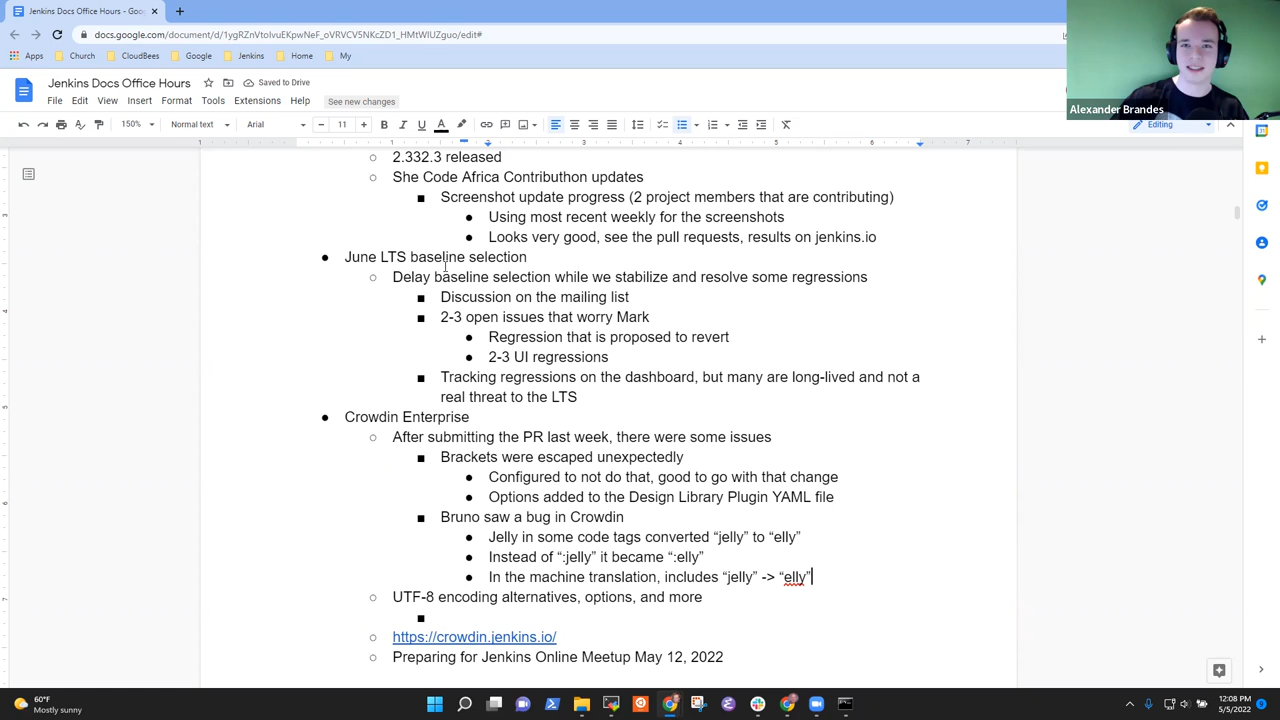 Jenkins Docs Office Hours
docs.google.com/document/d/1ygRZnVtoIvuEKpwNeF_oVRVCV5NKcZD1_HMtWlUZguo/edit#
Apps Church CloudBees Google Jenkins Home My
Alexander Brandes
Jenkins Docs Office Hours Saved to Drive
File Edit View Insert Format Tools Extensions Help See new changes
150% Normal text Arial 11 Editing
1 3 4 5 6 7
2.332.3 released
She Code Africa Contributhon updates
Screenshot update progress (2 project members that are contributing)
Using most recent weekly for the screenshots
Looks very good, see the pull requests, results on jenkins.io
June LTS baseline selection
Delay baseline selection while we stabilize and resolve some regressions
Discussion on the mailing list
2-3 open issues that worry Mark
Regression that is proposed to revert
2-3 UI regressions
Tracking regressions on the dashboard, but many are long-lived and not a
real threat to the LTS
Crowdin Enterprise
After submitting the PR last week, there were some issues
Brackets were escaped unexpectedly
Configured to not do that, good to go with that change
Options added to the Design Library Plugin YAML file
Bruno saw a bug in Crowdin
Jelly in some code tags converted “jelly” to “elly”
Instead of “:jelly” it became “:elly”
In the machine translation, includes “jelly” -> “elly”
UTF-8 encoding alternatives, options, and more
https://crowdin.jenkins.io/
Preparing for Jenkins Online Meetup May 12, 2022
60°F
Mostly sunny
12:08 PM
5/5/2022